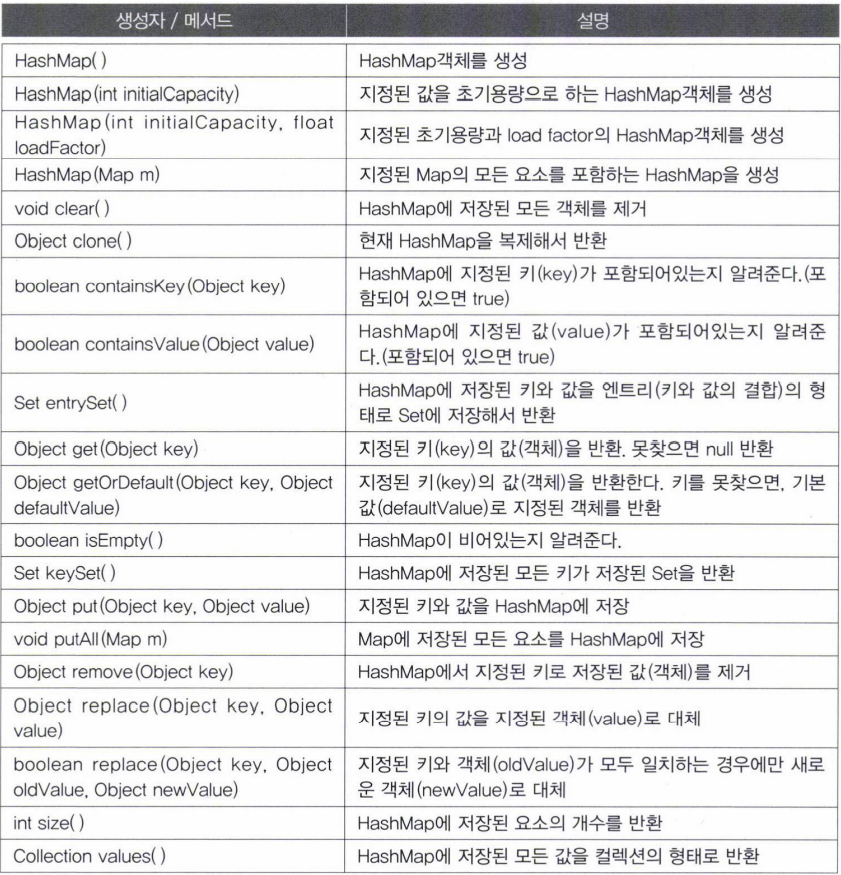 생성자 / 메서드
설명
HashMap( )
HashMap객체를 생성
HashMap(int initialCapacity)
지정된 값을 초기용량으로 하는 HashMap객체를 생성
HashMap(int initialCapacity, float
loadFactor)
지정된 초기용량과 load factor의 HashMap객체를 생성
HashMap(Map m)
지정된 Map의 모든 요소를 포함하는 HashMap을 생성
void clear( )
HashMap에 저장된 모든 객체를 제거
Object clone( )
현재 HashMap을 복제해서 반환
boolean containsKey(Object key)
HashMap에 지정된 키(key)가 포함되어있는지 알려준다.(포
함되어 있으면 true)
boolean containsValue(Object value)
HashMap에 지정된 값(value)가 포함되어있는지 알려준
다.(포함되어 있으면 true)
Set entrySet( )
HashMap에 저장된 키와 값을 엔트리(키와 값의 결합)의 형
태로 Set에 저장해서 반환
Object get(Object key)
지정된 키(key)의 값(객체)을 반환. 못찾으면 null 반환
Object getOrDefault(Object key, Object
defaultValue)
지정된 키(key)의 값(객체)을 반환한다. 키를 못찾으면, 기본
값(defaultValue)로 지정된 객체를 반환
boolean isEmpty( )
HashMap이 비어있는지 알려준다.
Set keySet( )
HashMap에 저장된 모든 키가 저장된 Set을 반환
Object put(Object key, Object value)
지정된 키와 값을 HashMap에 저장
void putAll(Map m)
Map에 저장된 모든 요소를 HashMap에 저장
Object remove(Object key)
HashMap에서 지정된 키로 저장된 값(객체)를 제거
Object replace(Object key, Object
value)
지정된 키의 값을 지정된 객체(value)로 대체
boolean replace(Object key, Object
oldValue, Object newValue)
지정된 키와 객체(oldValue)가 모두 일치하는 경우에만 새로
운 객체(newValue)로 대체
int size( )
HashMap에 저장된 요소의 개수를 반환
Collection values( )
HashMap에 저장된 모든 값을 컬렉션의 형태로 반환